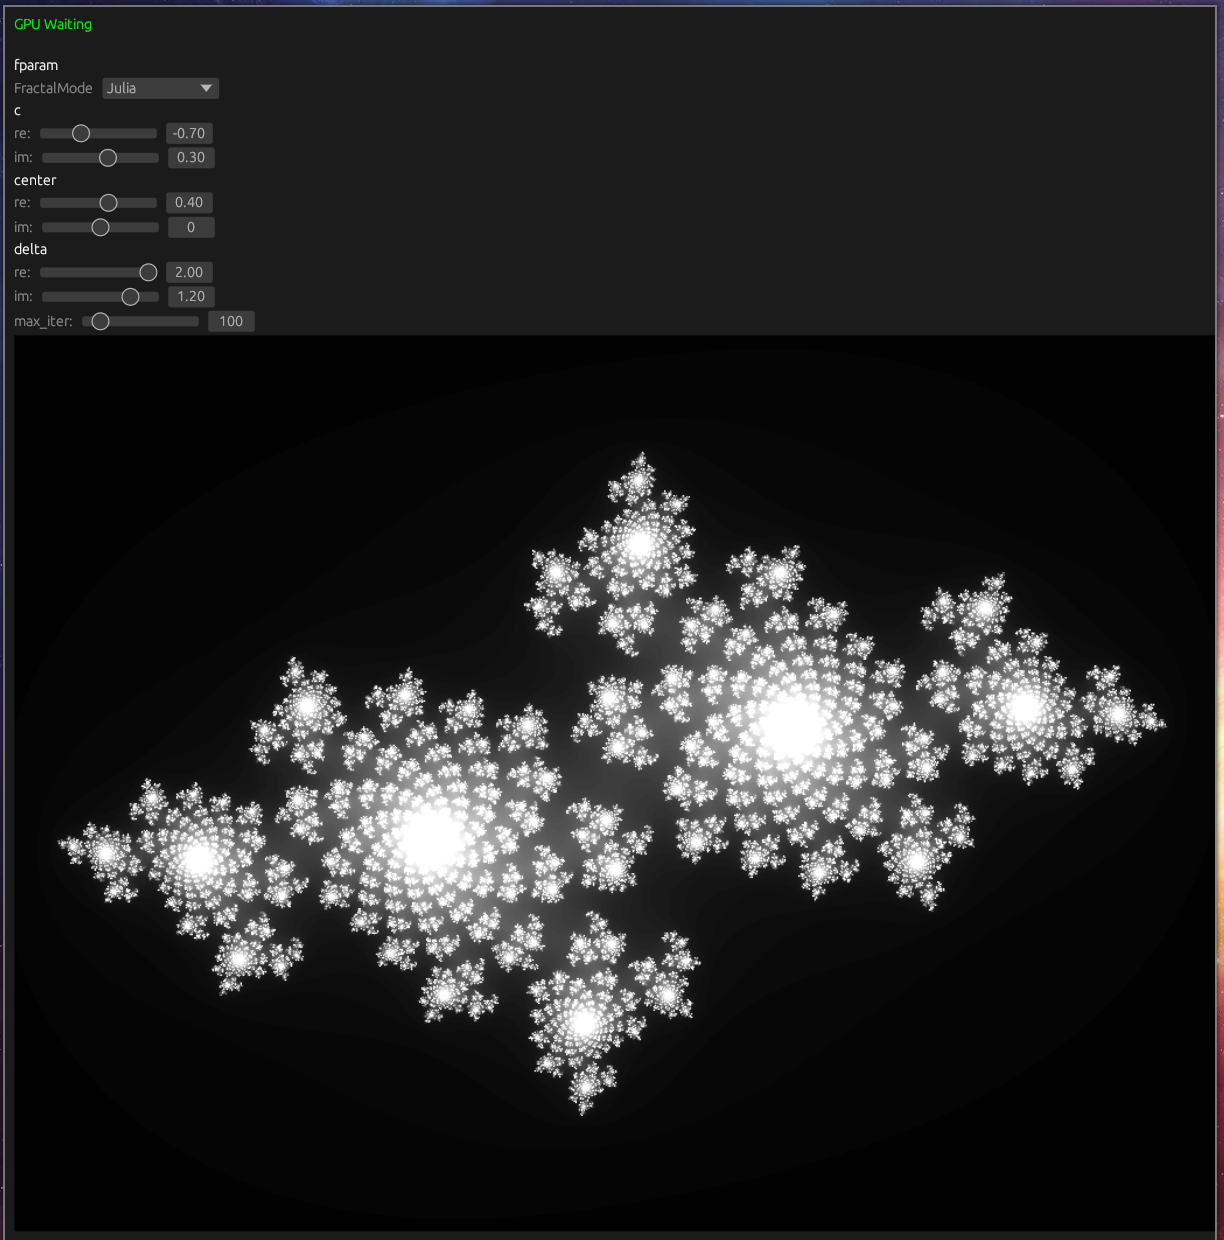 GPU Waiting
fparam
FractalMode Julia
c
re: -0.70
im: 0.30
center
re: 0.40
im: 0
delta
re: 2.00
im: 1.20
max_iter: 100